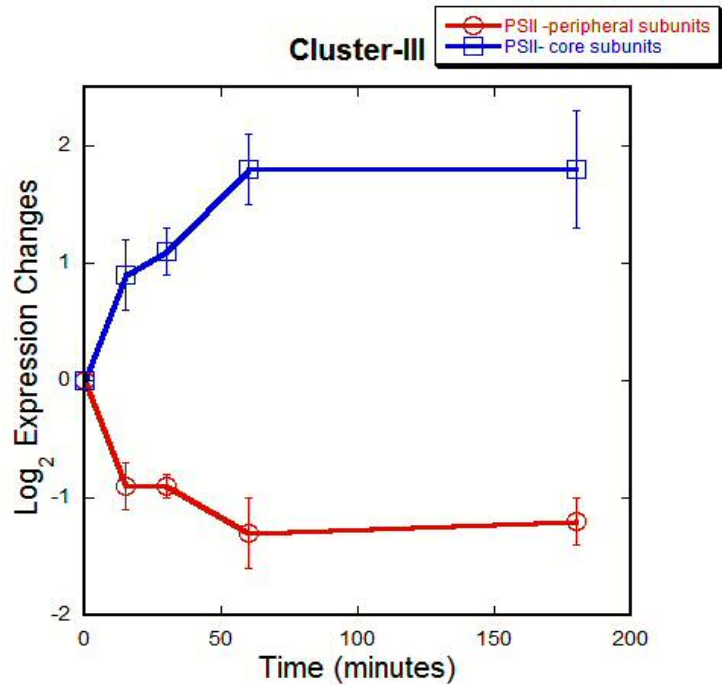 PSII -peripheral subunits
PSII- core subunits
Cluster-III
2
1
0
-1
-2
0
50
100
150
200
Log2 Expression Changes
Time (minutes)